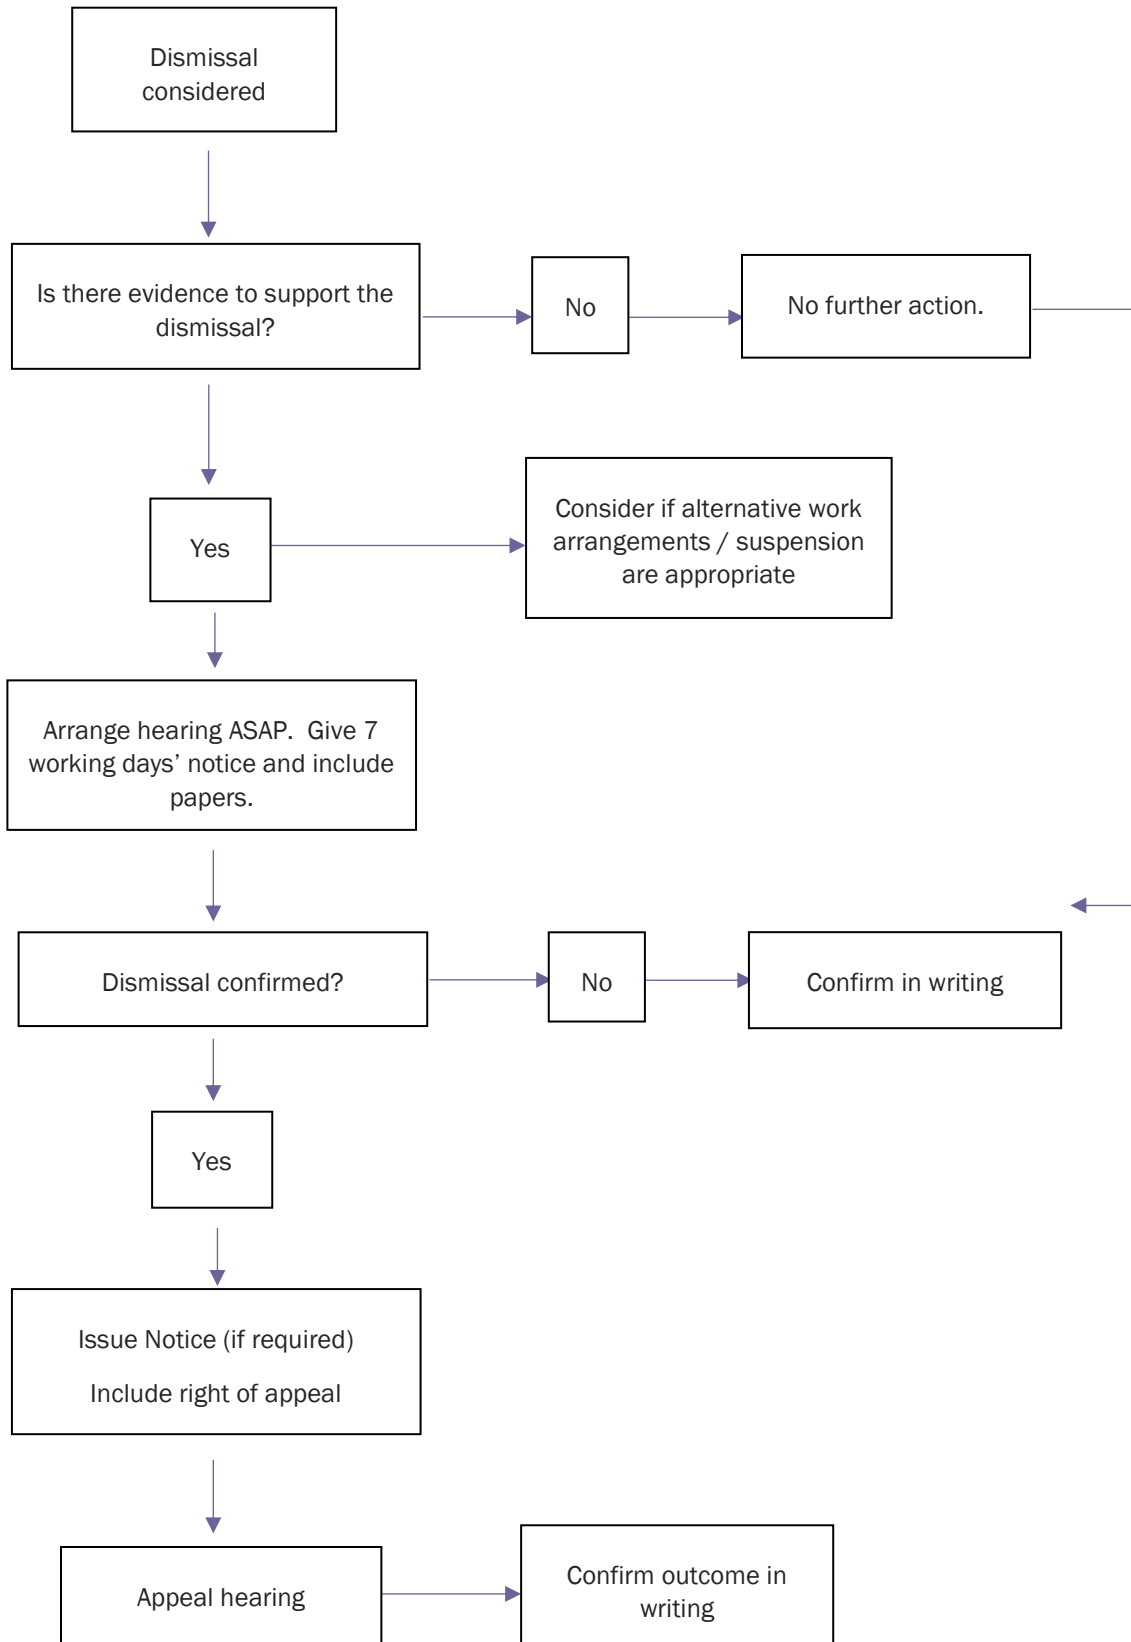 Dismissal
considered
Is there evidence to support the
dismissal?
No
No further action.
Yes
Consider if alternative work
arrangements / suspension
are appropriate
Arrange hearing ASAP.  Give 7
working days’ notice and include
papers.
Dismissal confirmed?
No
Confirm in writing
Yes
Issue Notice (if required)
Include right of appeal
Appeal hearing
Confirm outcome in
writing